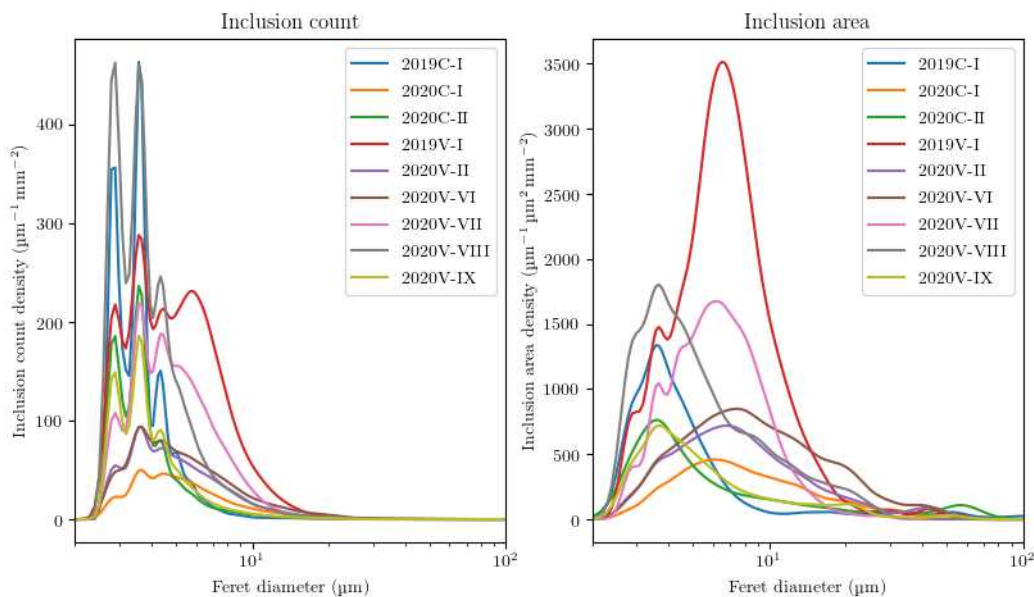 Inclusion count
Inclusion count density (µm⁻¹ mm⁻²)
400
300
200
100
0
2019C-I
2020C-I
2020C-II
2019V-I
2020V-II
2020V-VI
2020V-VII
2020V-VIII
2020V-IX
10¹
10²
Feret diameter (µm)
Inclusion area
Inclusion area density (µm⁻¹ µm² mm⁻²)
3500
3000
2500
2000
1500
1000
500
0
2019C-I
2020C-I
2020C-II
2019V-I
2020V-II
2020V-VI
2020V-VII
2020V-VIII
2020V-IX
10¹
10²
Feret diameter (µm)